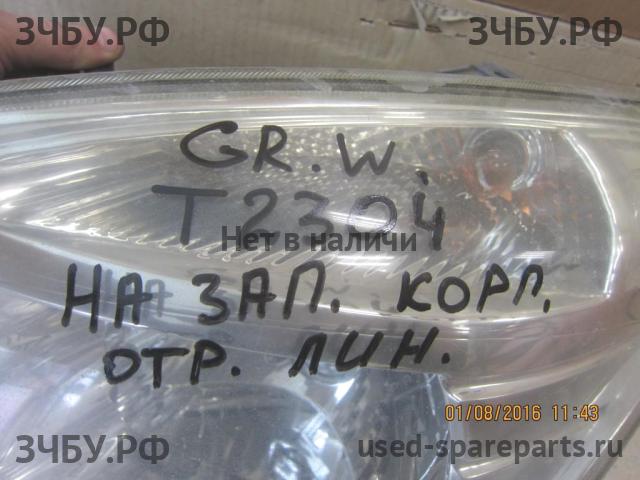 ЗЧБУ.РФ ЗЧБУ.РФ
GR.W.
T2304
Нет в наличии
НА ЗАП. КОРП.
ОТР. ЛИН.
01/08/2016 11:43
ЗЧБУ.РФ used-spareparts.ru